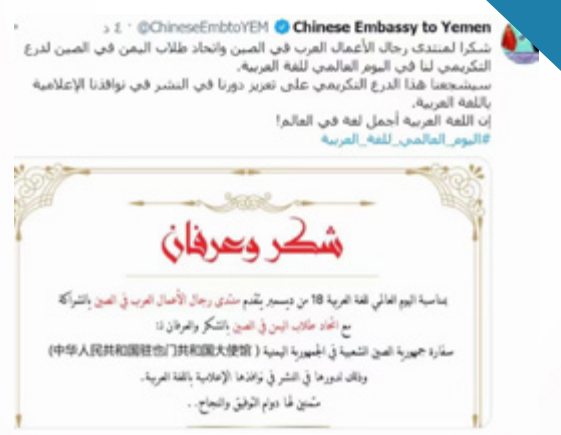 Chinese Embassy to Yemen @ChineseEmbtoYEM · ٤ د
شكرا لمنتدى رجال الأعمال العرب في الصين واتحاد طلاب اليمن في الصين لدرع
التكريمي لنا في اليوم العالمي للغة العربية.
سيشجعنا هذا الدرع التكريمي على تعزيز دورنا في النشر في نوافذنا الإعلامية
باللغة العربية.
إن اللغة العربية أجمل لغة في العالم!
#اليوم_العالمي_للغة_العربية
شكر وعرفان
بمناسبة اليوم العالمي للغة العربية 18 من ديسمبر يتقدم منتدى رجال الأعمال العرب في الصين بالشراكة
مع اتحاد طلاب اليمن في الصين بالشكر والعرفان لـ:
سفارة جمهورية الصين الشعبية في الجمهورية اليمنية (中华人民共和国驻也门共和国大使馆)
وذلك لدورها في النشر في نوافذها الإعلامية باللغة العربية.
متمنين لها دوام التوفيق والنجاح..